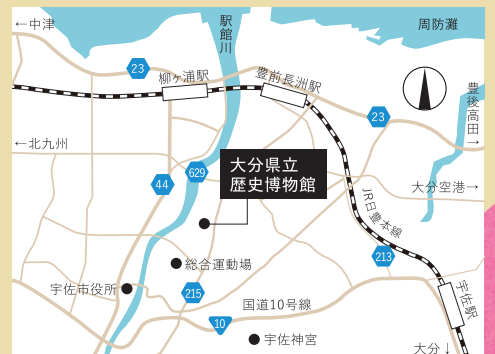 ←中津
駅館川
周防灘
23
柳ヶ浦駅
豊前長洲駅
豊後高田→
23
←北九州
629
大分県立
歴史博物館
44
大分空港→
JR日豊本線
213
総合運動場
宇佐市役所
215
国道10号線
宇佐駅
10
宇佐神宮
大分↓